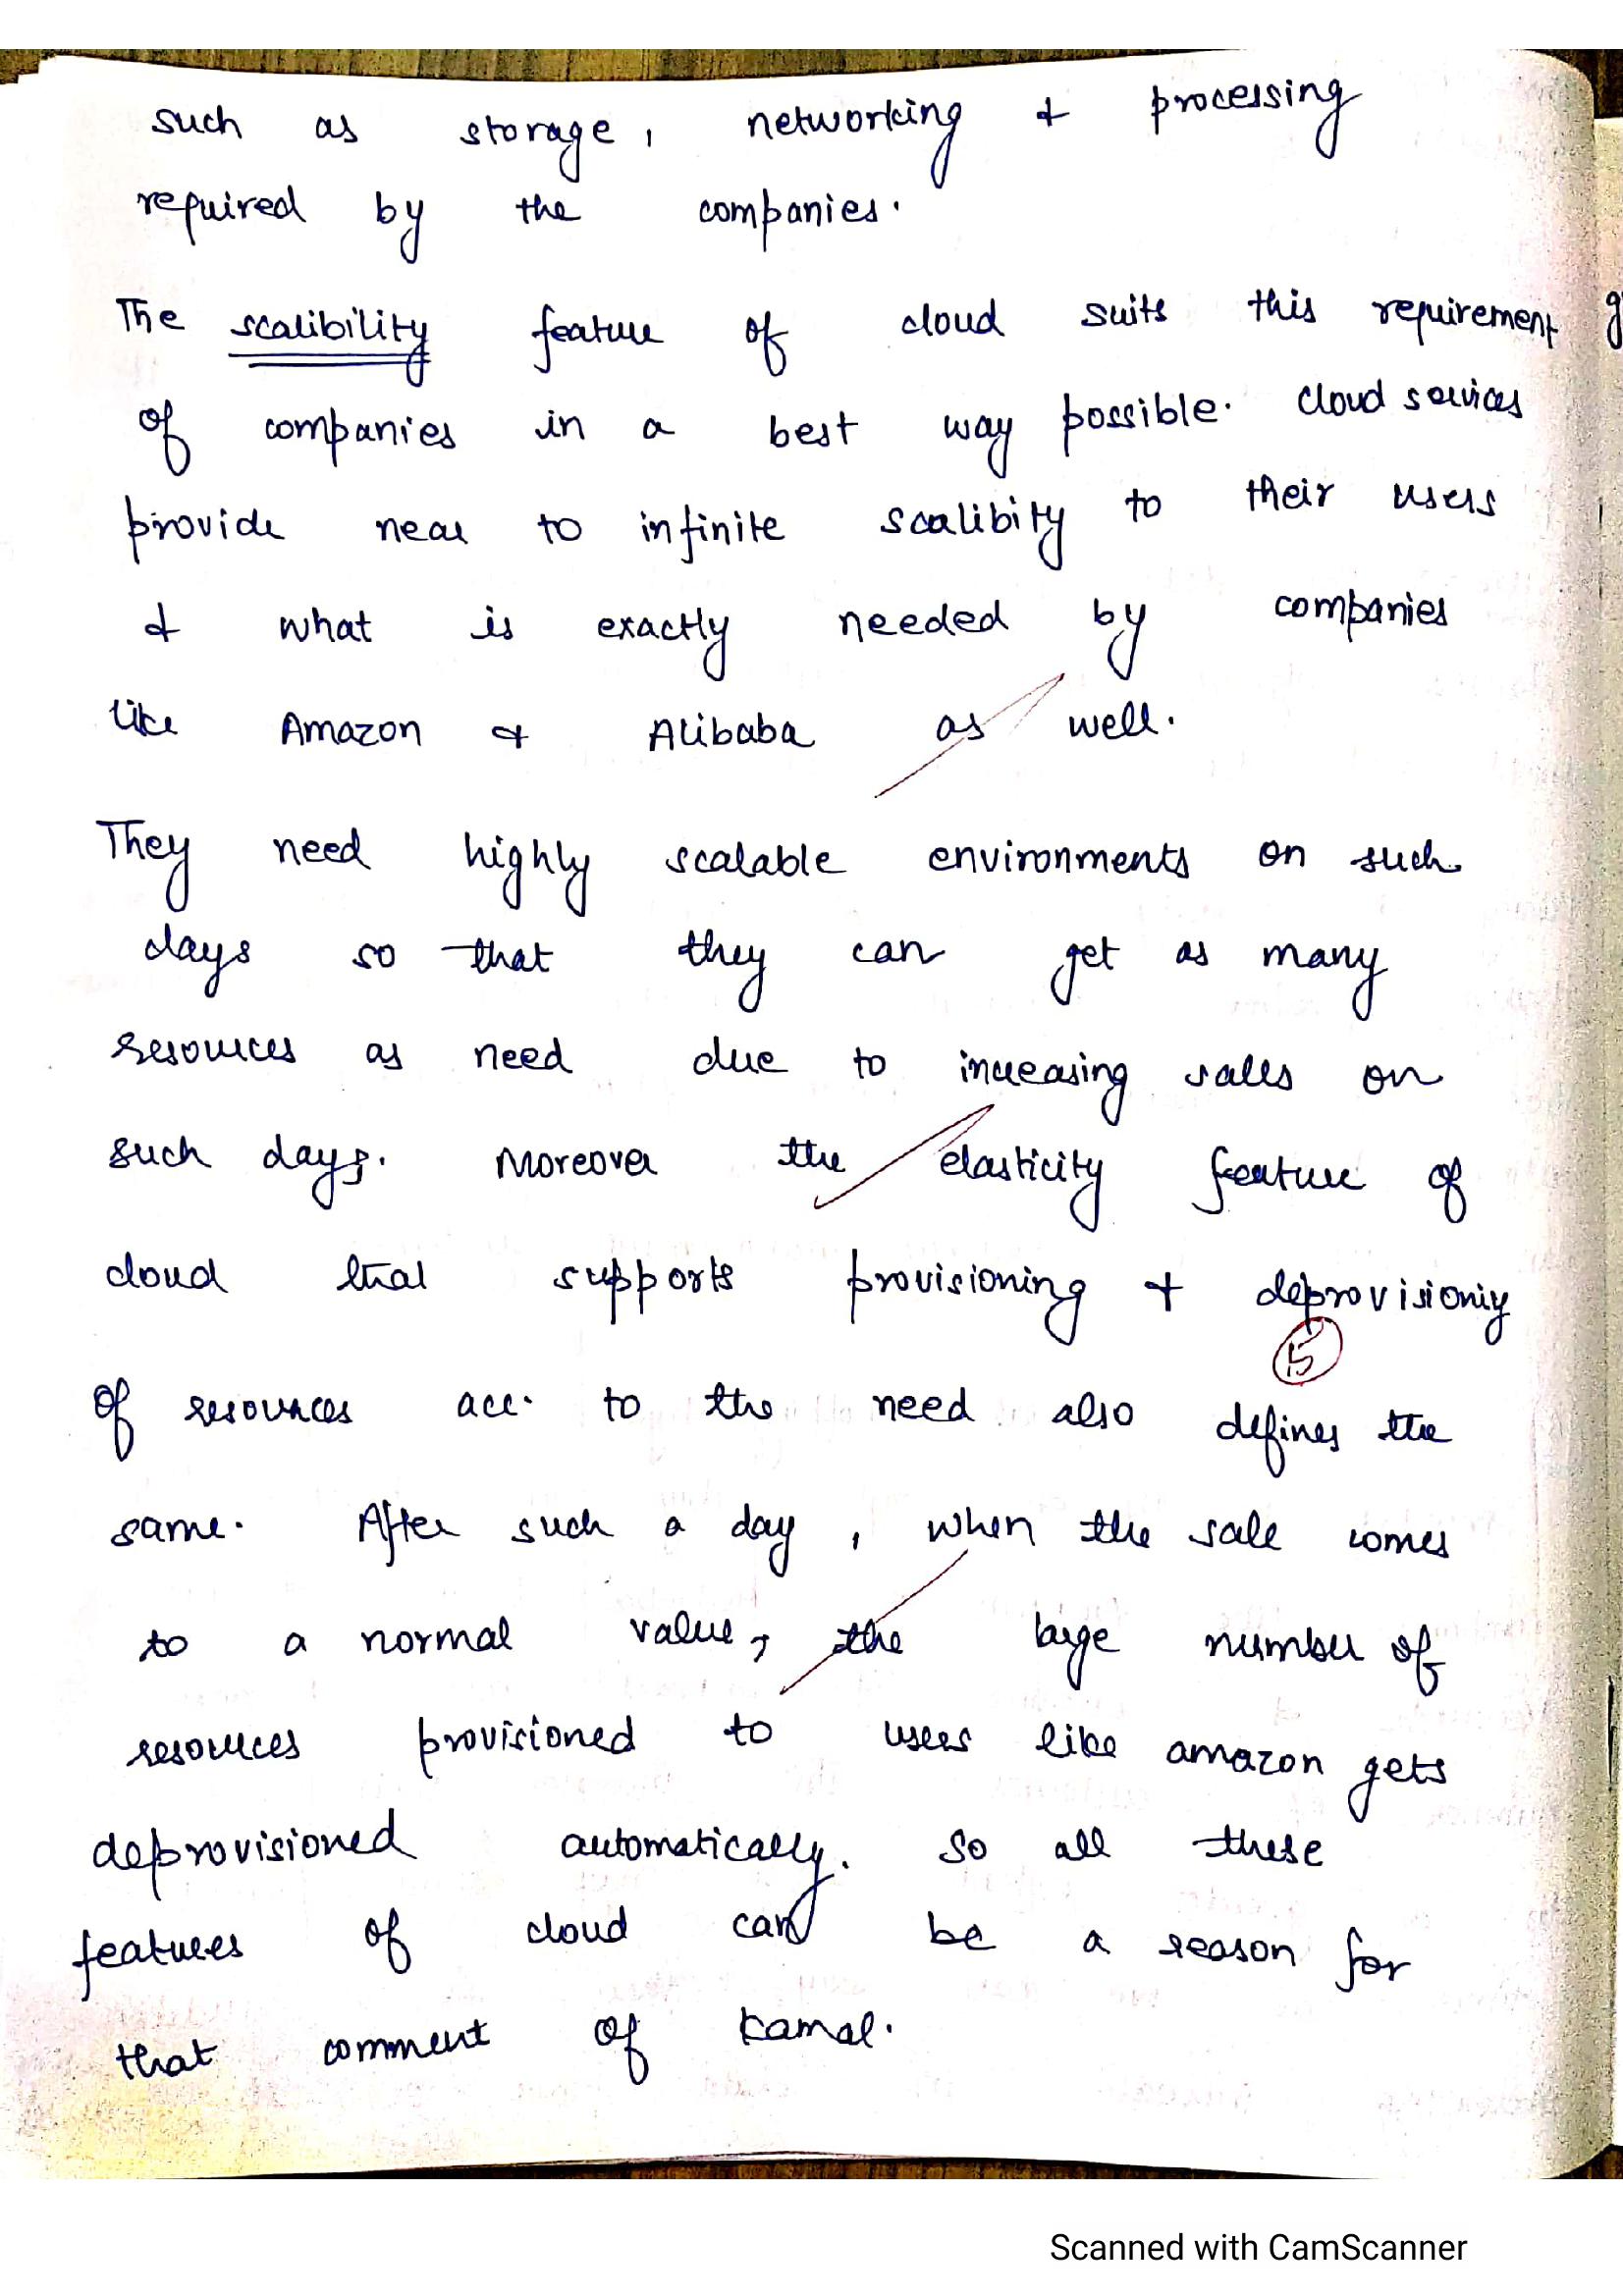 such as storage, networking & processing
required by the companies.
The scalibility feature of cloud suits this requirement
of companies in a best way possible. cloud services
provide near to infinite scalibity to their users
& what is exactly needed by companies
like Amazon & Alibaba as well.
They need highly scalable environments on such
days so that they can get as many
resources as need due to increasing sales on
such days. Moreover the elasticity feature of
cloud that supports provisioning & deprovisioniy
5
of resources acc. to the need also defines the
same. After such a day, when the sale comes
to a normal value, the large number of
resources provisioned to users like amazon gets
deprovisioned automatically. So all these
features of cloud can be a reason for
that comment of Kamal.
Scanned with CamScanner